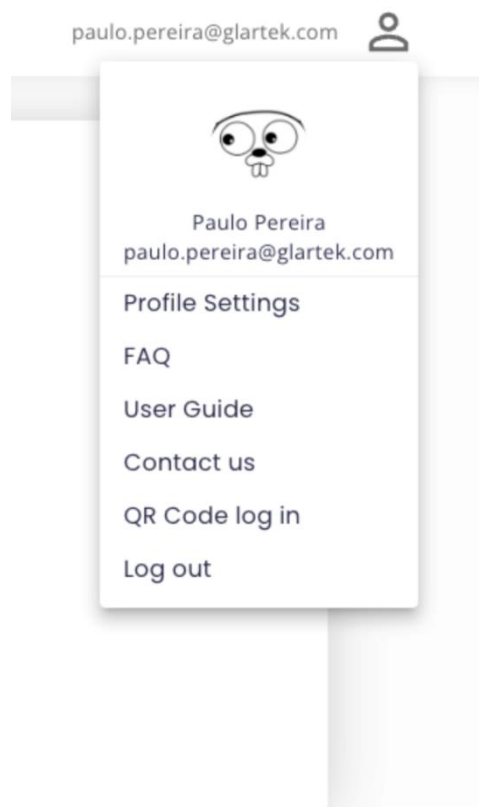 paulo.pereira@glartek.com
Paulo Pereira
paulo.pereira@glartek.com
Profile Settings
FAQ
User Guide
Contact us
QR Code log in
Log out